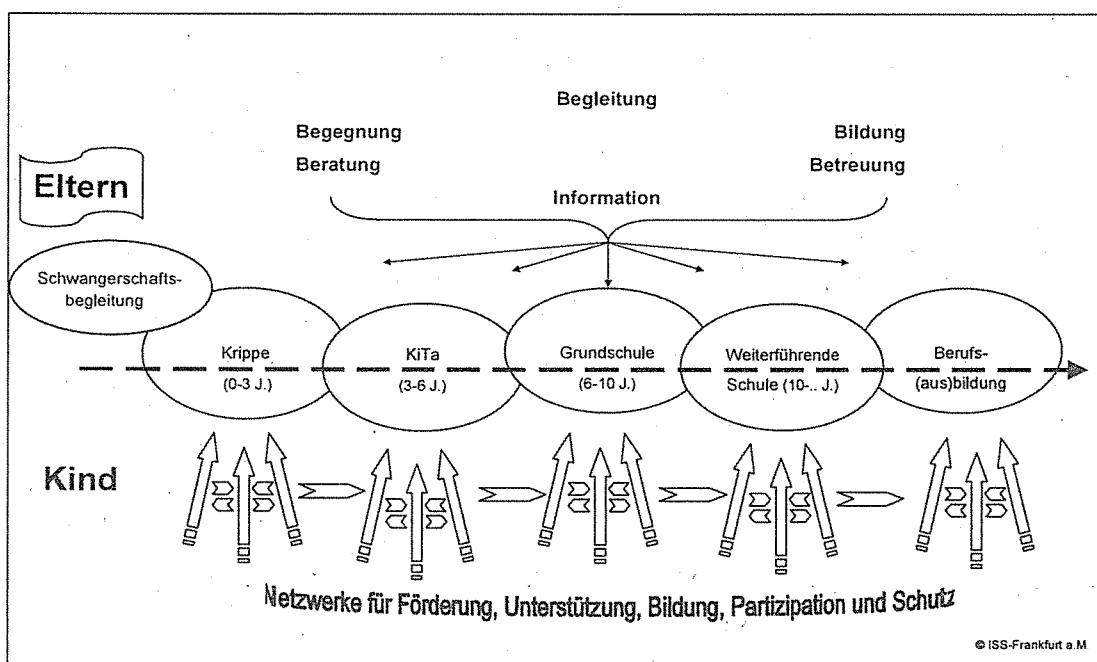 Begleitung
Begegnung
Bildung
Beratung
Betreuung
Eltern
Information
Schwangerschafts-
begleitung
Krippe
(0-3 J.)
KiTa
(3-6 J.)
Grundschule
(6-10 J.)
Weiterführende
Schule (10-.. J.)
Berufs-
(aus)bildung
Kind
Netzwerke für Förderung, Unterstützung, Bildung, Partizipation und Schutz
© ISS-Frankfurt a.M